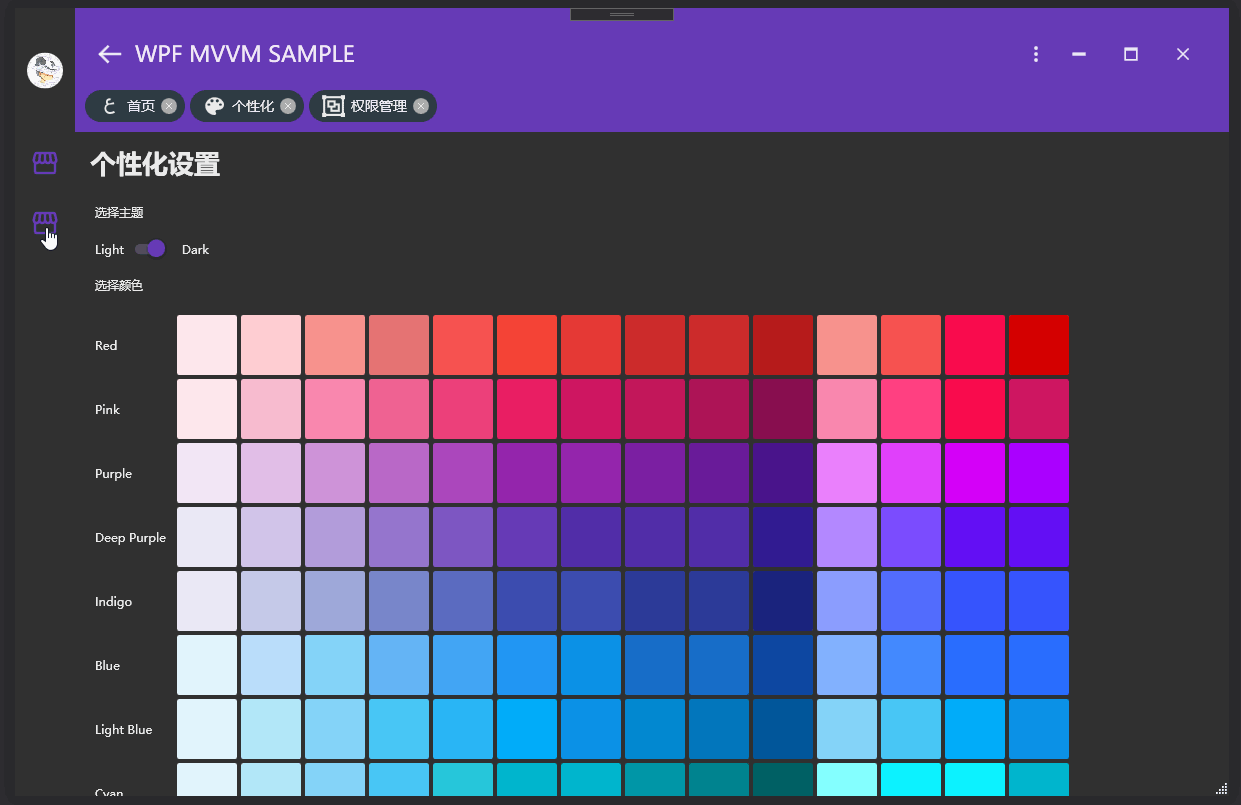 WPF MVVM SAMPLE
首页 个性化 权限管理
个性化设置
选择主题
Light Dark
选择颜色
Red
Pink
Purple
Deep Purple
Indigo
Blue
Light Blue
Cyan